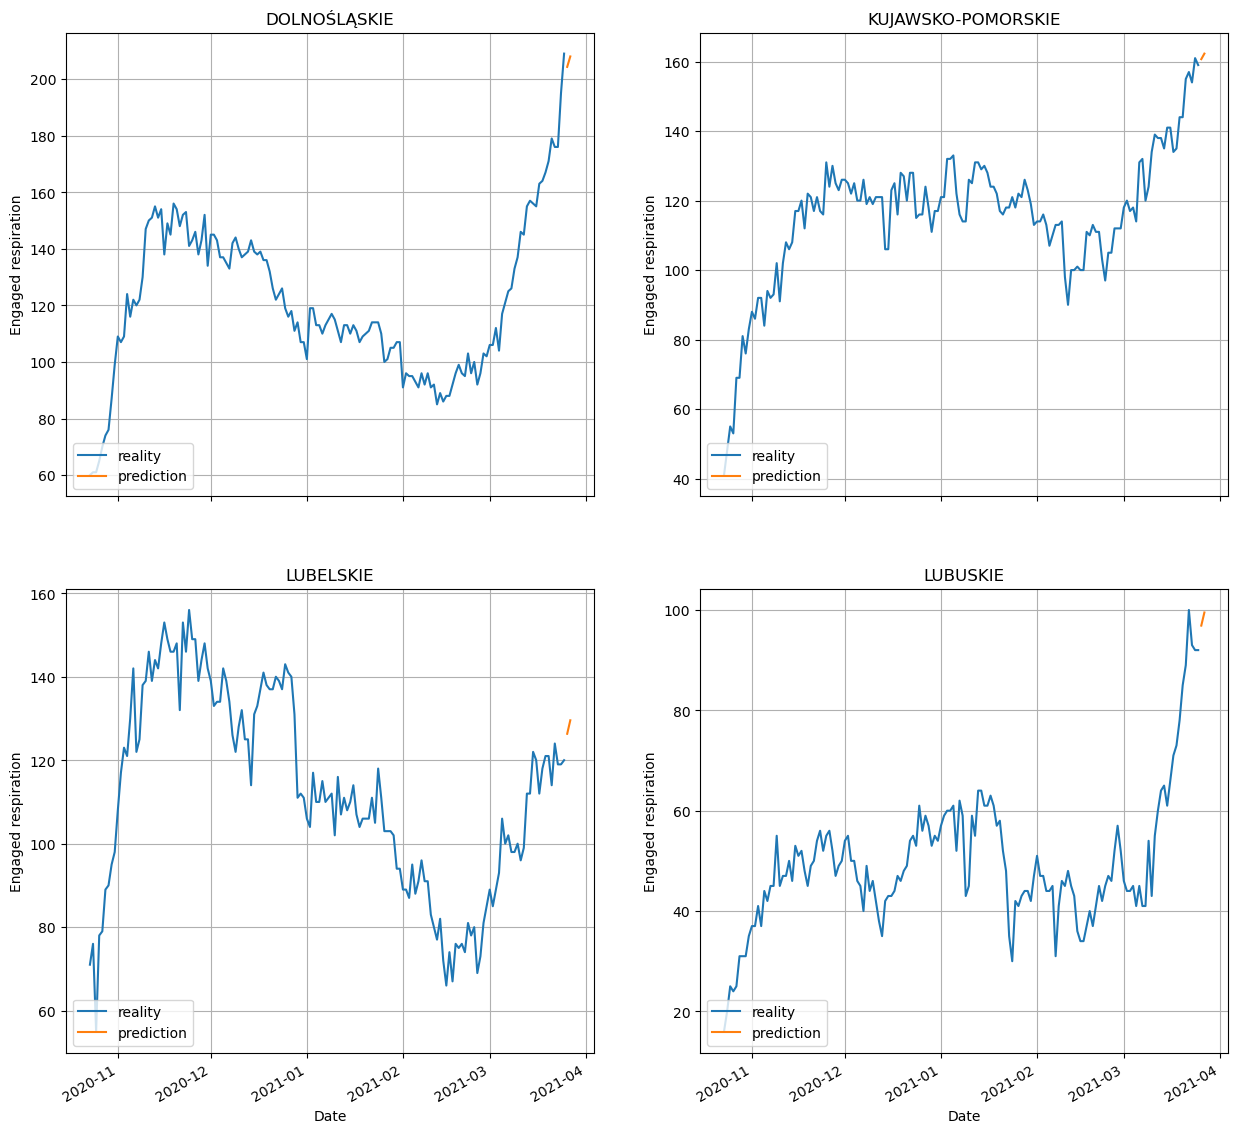 DOLNOŚLĄSKIE
Engaged respiration
200
180
160
140
120
100
80
60
reality
prediction
KUJAWSKO-POMORSKIE
Engaged respiration
160
140
120
100
80
60
40
reality
prediction
LUBELSKIE
Engaged respiration
160
140
120
100
80
60
reality
prediction
2020-11
2020-12
2021-01
2021-02
2021-03
2021-04
Date
LUBUSKIE
Engaged respiration
100
80
60
40
20
reality
prediction
2020-11
2020-12
2021-01
2021-02
2021-03
2021-04
Date